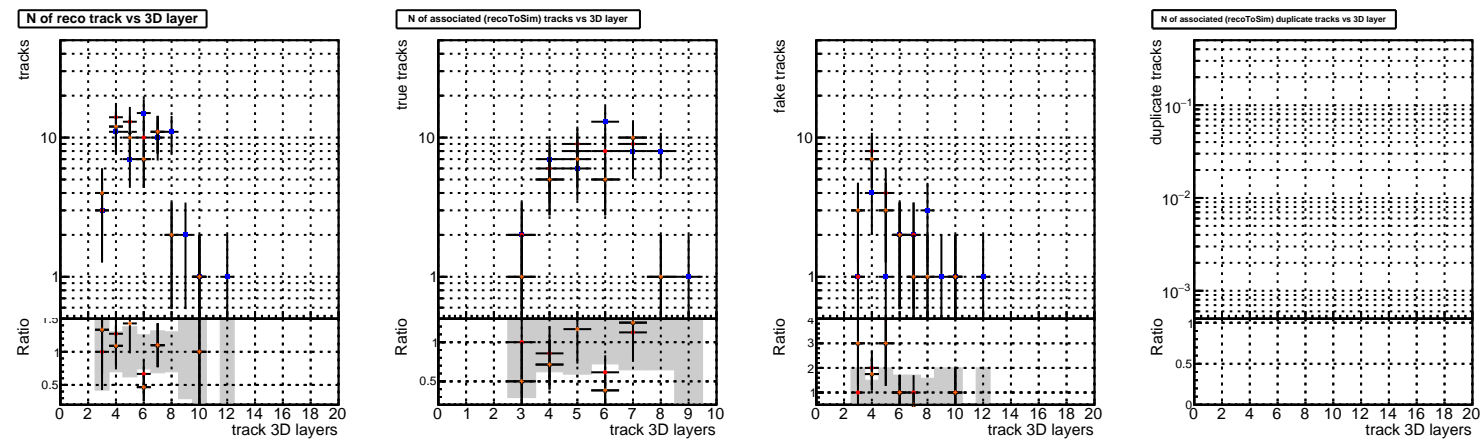 N of reco track vs 3D layer
tracks
10
1
Ratio
1.5
1
0.5
0 2 4 6 8 10 12 14 16 18 20
track 3D layers
N of associated (recoToSim) tracks vs 3D layer
true tracks
10
1
Ratio
1
0.5
0 1 2 3 4 5 6 7 8 9 10
track 3D layers
fake tracks
10
1
Ratio
4
3
2
1
0 2 4 6 8 10 12 14 16 18 20
track 3D layers
N of associated (recoToSim) duplicate tracks vs 3D layer
duplicate tracks
10⁻¹
10⁻²
10⁻³
Ratio
1
0.5
0
0 2 4 6 8 10 12 14 16 18 20
track 3D layers